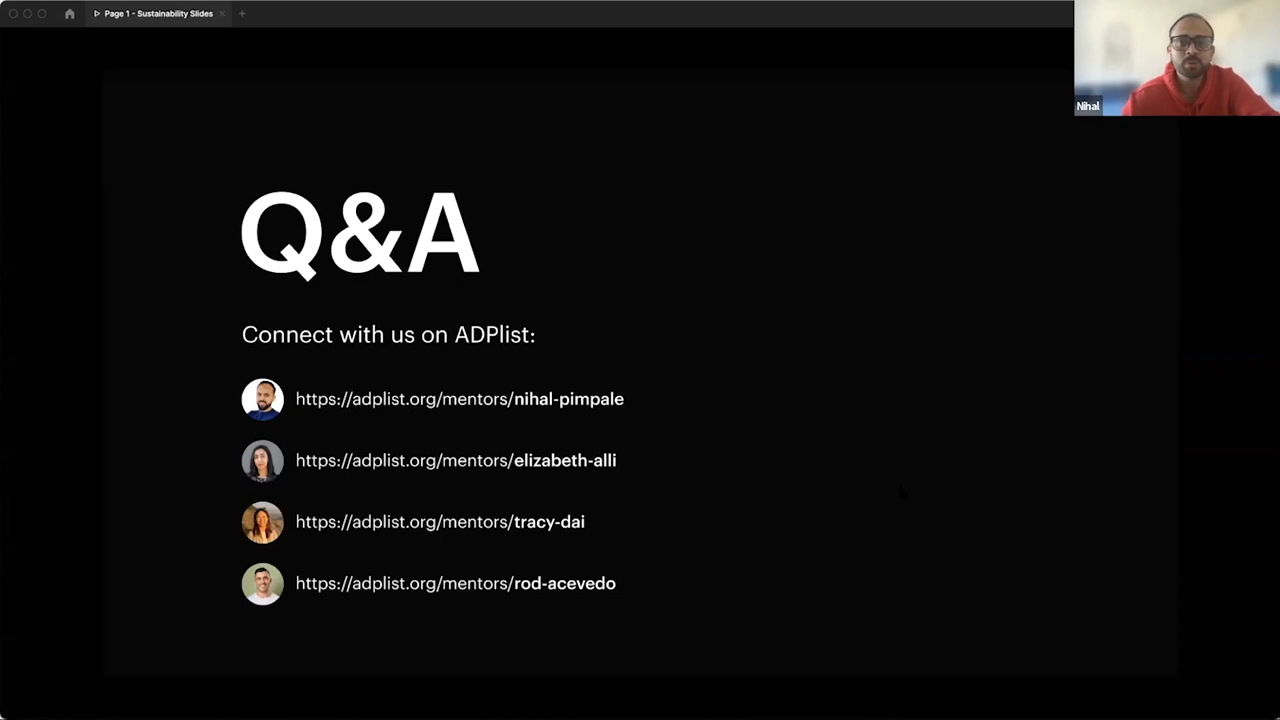 Page 1 - Sustainability Slides
Nihal
Q&A
Connect with us on ADPlist:
https://adplist.org/mentors/nihal-pimpale
https://adplist.org/mentors/elizabeth-alli
https://adplist.org/mentors/tracy-dai
https://adplist.org/mentors/rod-acevedo